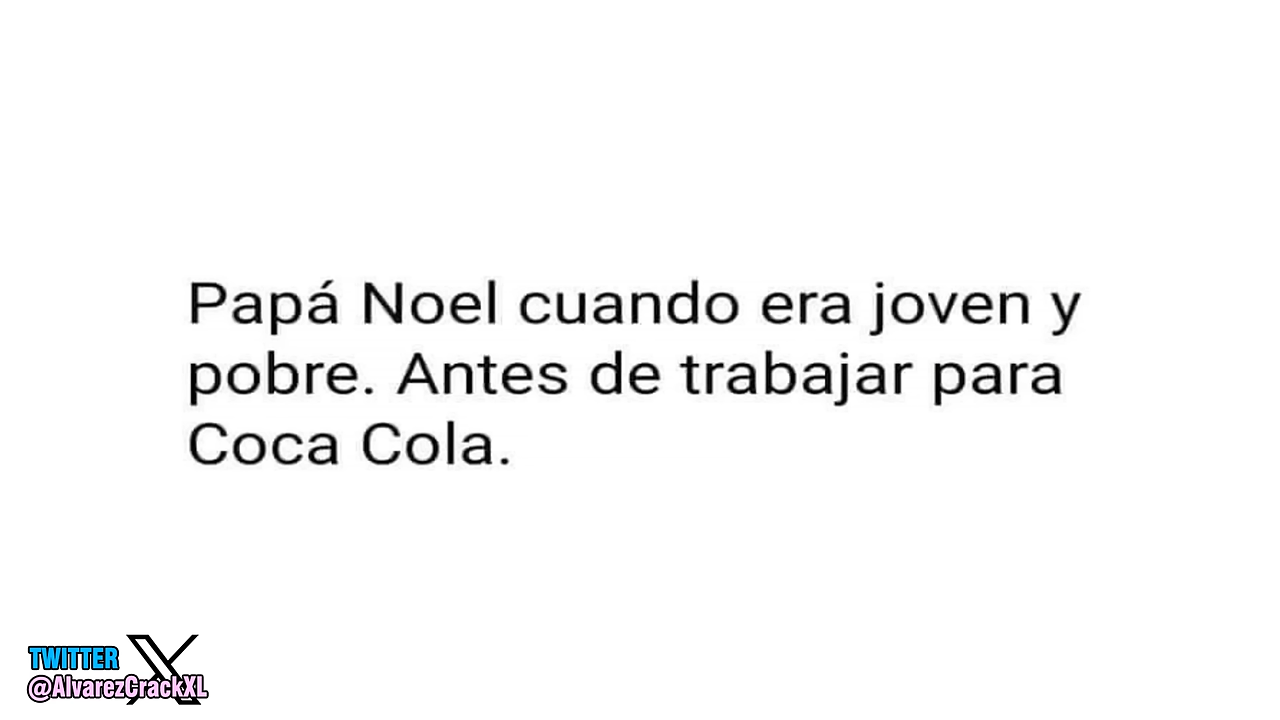 Papá Noel cuando era joven y
pobre. Antes de trabajar para
Coca Cola.
TWITTER X
@AlvarezCrackXL